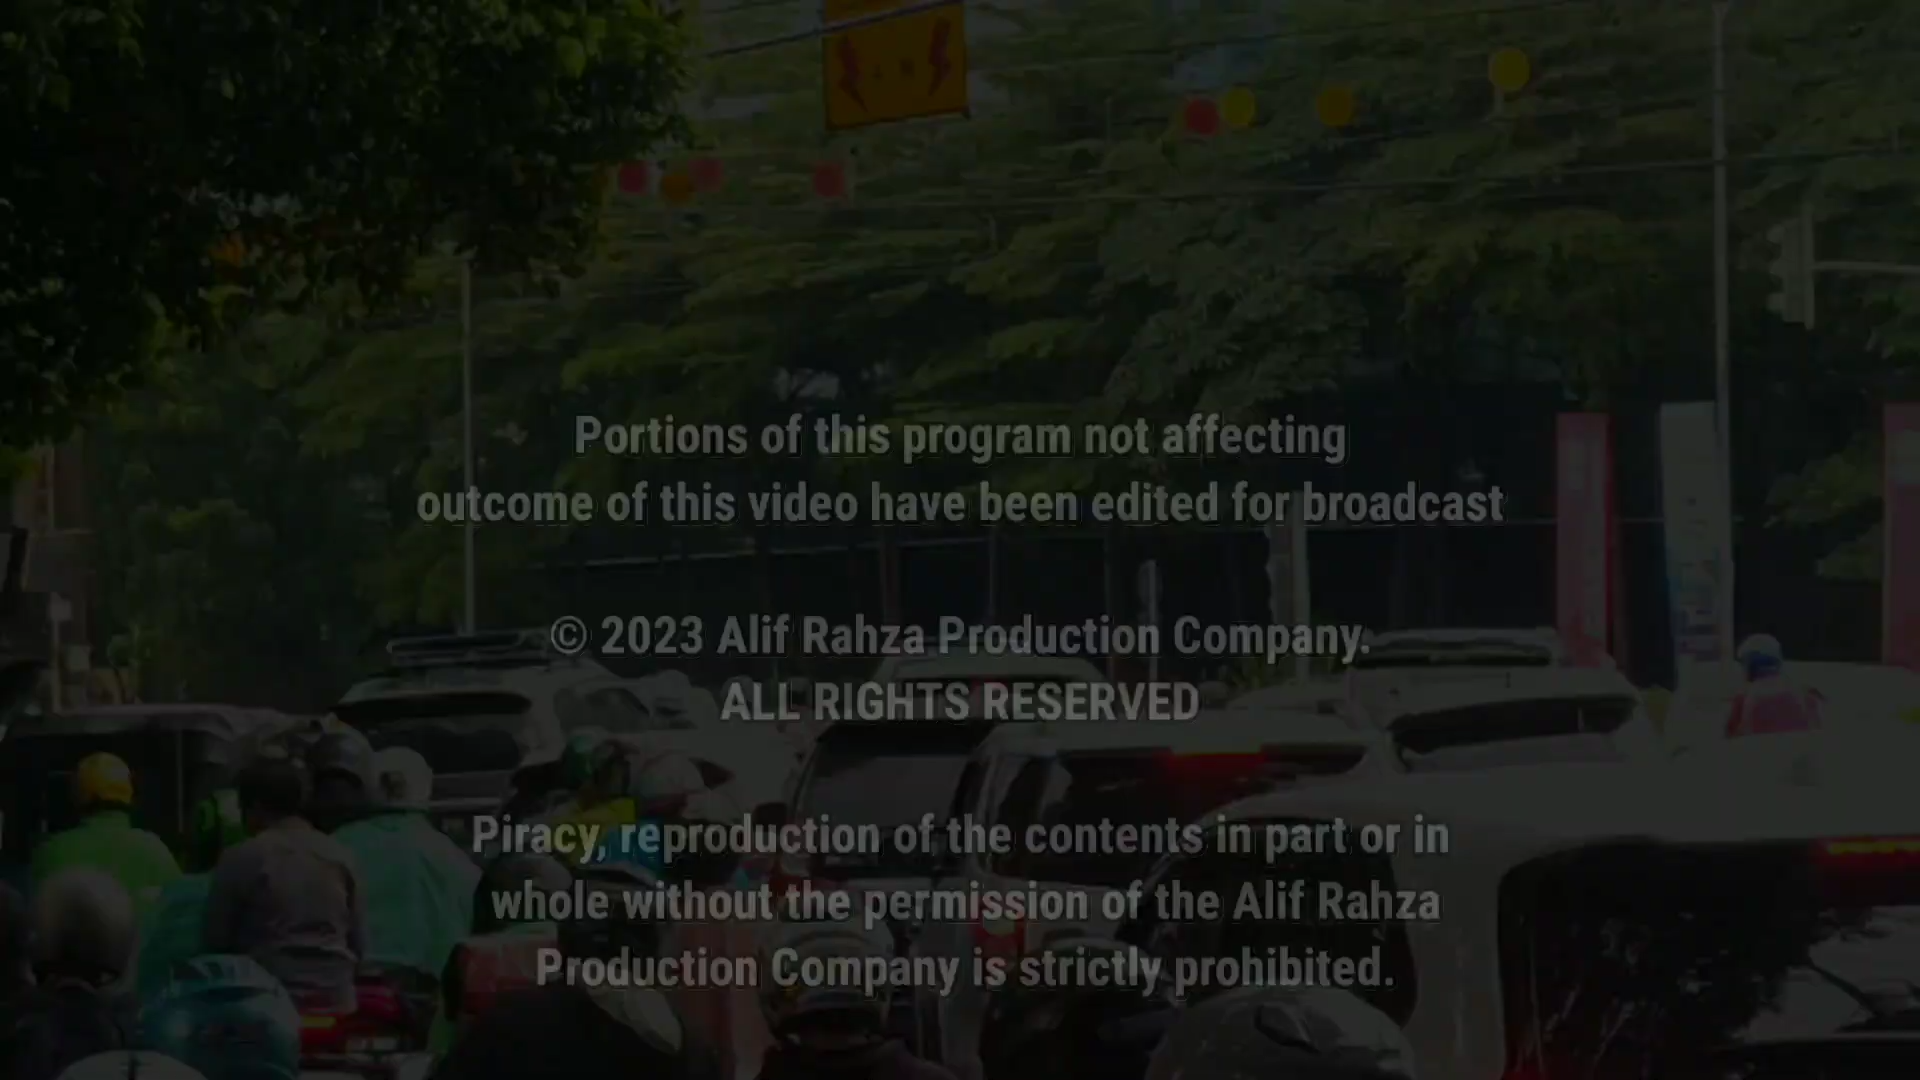 Portions of this program not affecting
outcome of this video have been edited for broadcast
© 2023 Alif Rahza Production Company.
ALL RIGHTS RESERVED
Piracy, reproduction of the contents in part or in
whole without the permission of the Alif Rahza
Production Company is strictly prohibited.